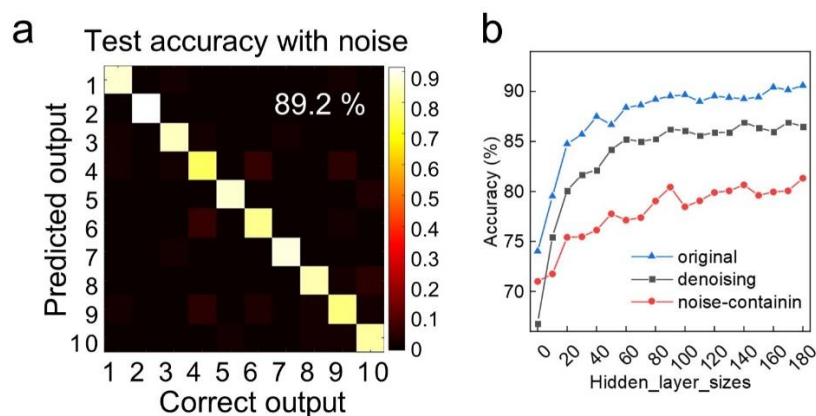 a
Test accuracy with noise
Predicted output
1
2
3
4
5
6
7
8
9
10
89.2 %
0.9
0.8
0.7
0.6
0.5
0.4
0.3
0.2
0.1
0
1 2 3 4 5 6 7 8 9 10
Correct output
b
Accuracy (%)
90
85
80
75
70
original
denoising
noise-containin
0 20 40 60 80 100 120 140 160 180
Hidden_layer_sizes